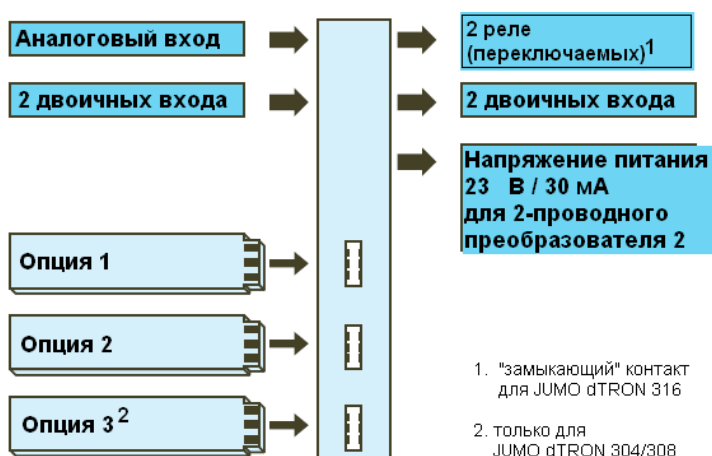 Аналоговый вход
2 двоичных входа
Опция 1
Опция 2
Опция 3²
2 реле
(переключаемых)¹
2 двоичных входа
Напряжение питания
23 В / 30 мА
для 2-проводного
преобразователя 2
1. "замыкающий" контакт
для JUMO dTRON 316
2. только для
JUMO dTRON 304/308